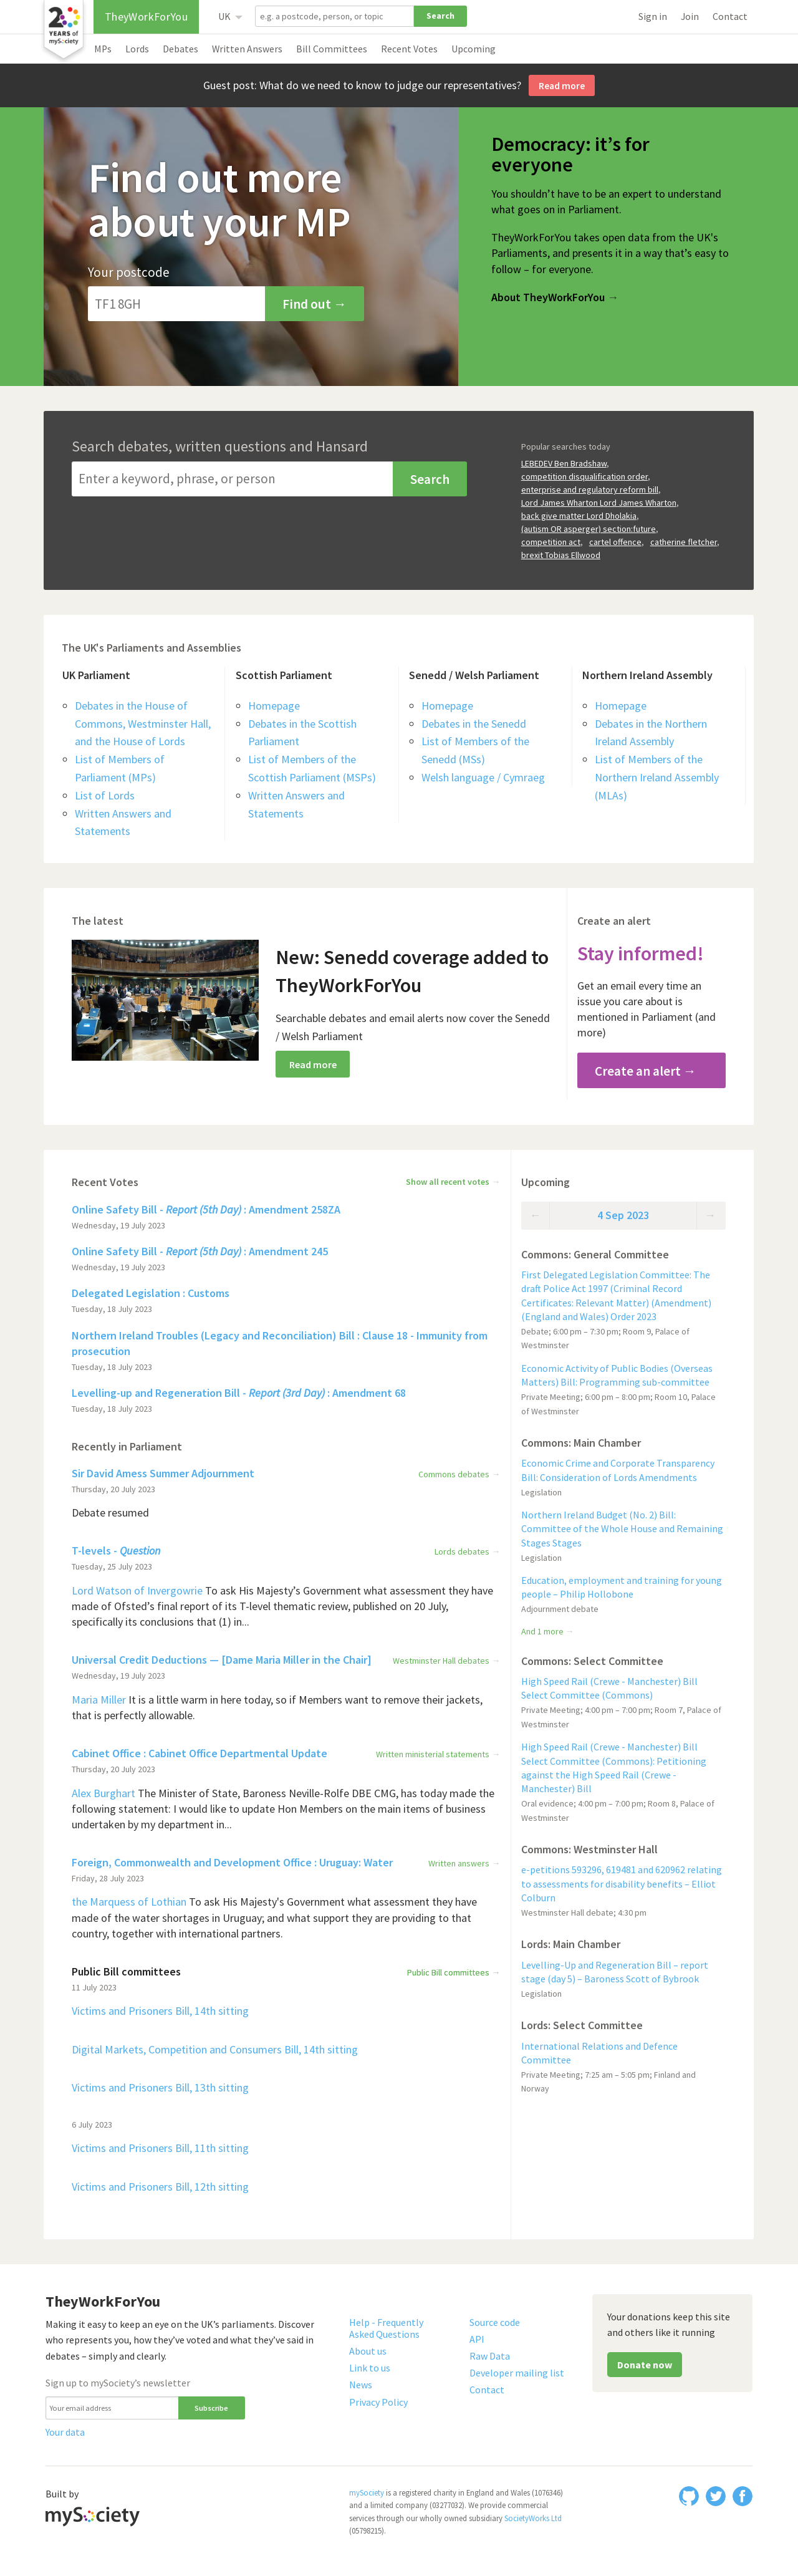 20
YEARS of
mySociety
TheyWorkForYou
UK
e.g. a postcode, person, or topic
Search
Sign in
Join
Contact
MPs
Lords
Debates
Written Answers
Bill Committees
Recent Votes
Upcoming
Guest post: What do we need to know to judge our representatives?
Read more
Find out more
about your MP
Your postcode
TF1 8GH
Find out →
Democracy: it’s for
everyone
You shouldn’t have to be an expert to understand
what goes on in Parliament.
TheyWorkForYou takes open data from the UK's
Parliaments, and presents it in a way that’s easy to
follow – for everyone.
About TheyWorkForYou →
Search debates, written questions and Hansard
Enter a keyword, phrase, or person
Search
Popular searches today
LEBEDEV Ben Bradshaw,
competition disqualification order,
enterprise and regulatory reform bill,
Lord James Wharton Lord James Wharton,
back give matter Lord Dholakia,
(autism OR asperger) section:future,
competition act, cartel offence, catherine fletcher,
brexit Tobias Ellwood
The UK's Parliaments and Assemblies
UK Parliament
Debates in the House of
Commons, Westminster Hall,
and the House of Lords
List of Members of
Parliament (MPs)
List of Lords
Written Answers and
Statements
Scottish Parliament
Homepage
Debates in the Scottish
Parliament
List of Members of the
Scottish Parliament (MSPs)
Written Answers and
Statements
Senedd / Welsh Parliament
Homepage
Debates in the Senedd
List of Members of the
Senedd (MSs)
Welsh language / Cymraeg
Northern Ireland Assembly
Homepage
Debates in the Northern
Ireland Assembly
List of Members of the
Northern Ireland Assembly
(MLAs)
The latest
New: Senedd coverage added to
TheyWorkForYou
Searchable debates and email alerts now cover the Senedd
/ Welsh Parliament
Read more
Create an alert
Stay informed!
Get an email every time an
issue you care about is
mentioned in Parliament (and
more)
Create an alert →
Recent Votes
Show all recent votes →
Online Safety Bill - Report (5th Day) : Amendment 258ZA
Wednesday, 19 July 2023
Online Safety Bill - Report (5th Day) : Amendment 245
Wednesday, 19 July 2023
Delegated Legislation : Customs
Tuesday, 18 July 2023
Northern Ireland Troubles (Legacy and Reconciliation) Bill : Clause 18 - Immunity from
prosecution
Tuesday, 18 July 2023
Levelling-up and Regeneration Bill - Report (3rd Day) : Amendment 68
Tuesday, 18 July 2023
Recently in Parliament
Sir David Amess Summer Adjournment
Commons debates →
Thursday, 20 July 2023
Debate resumed
T-levels - Question
Lords debates →
Tuesday, 25 July 2023
Lord Watson of Invergowrie To ask His Majesty’s Government what assessment they have
made of Ofsted’s final report of its T-level thematic review, published on 20 July,
specifically its conclusions that (1) in...
Universal Credit Deductions — [Dame Maria Miller in the Chair]
Westminster Hall debates →
Wednesday, 19 July 2023
Maria Miller It is a little warm in here today, so if Members want to remove their jackets,
that is perfectly allowable.
Cabinet Office : Cabinet Office Departmental Update
Written ministerial statements →
Thursday, 20 July 2023
Alex Burghart The Minister of State, Baroness Neville-Rolfe DBE CMG, has today made the
following statement: I would like to update Hon Members on the main items of business
undertaken by my department in...
Foreign, Commonwealth and Development Office : Uruguay: Water
Written answers →
Friday, 28 July 2023
the Marquess of Lothian To ask His Majesty's Government what assessment they have
made of the water shortages in Uruguay; and what support they are providing to that
country, together with international partners.
Public Bill committees
Public Bill committees →
11 July 2023
Victims and Prisoners Bill, 14th sitting
Digital Markets, Competition and Consumers Bill, 14th sitting
Victims and Prisoners Bill, 13th sitting
6 July 2023
Victims and Prisoners Bill, 11th sitting
Victims and Prisoners Bill, 12th sitting
Upcoming
←
4 Sep 2023
→
Commons: General Committee
First Delegated Legislation Committee: The
draft Police Act 1997 (Criminal Record
Certificates: Relevant Matter) (Amendment)
(England and Wales) Order 2023
Debate; 6:00 pm – 7:30 pm; Room 9, Palace of
Westminster
Economic Activity of Public Bodies (Overseas
Matters) Bill: Programming sub-committee
Private Meeting; 6:00 pm – 8:00 pm; Room 10, Palace
of Westminster
Commons: Main Chamber
Economic Crime and Corporate Transparency
Bill: Consideration of Lords Amendments
Legislation
Northern Ireland Budget (No. 2) Bill:
Committee of the Whole House and Remaining
Stages Stages
Legislation
Education, employment and training for young
people – Philip Hollobone
Adjournment debate
And 1 more →
Commons: Select Committee
High Speed Rail (Crewe - Manchester) Bill
Select Committee (Commons)
Private Meeting; 4:00 pm – 7:00 pm; Room 7, Palace of
Westminster
High Speed Rail (Crewe - Manchester) Bill
Select Committee (Commons): Petitioning
against the High Speed Rail (Crewe -
Manchester) Bill
Oral evidence; 4:00 pm – 7:00 pm; Room 8, Palace of
Westminster
Commons: Westminster Hall
e-petitions 593296, 619481 and 620962 relating
to assessments for disability benefits – Elliot
Colburn
Westminster Hall debate; 4:30 pm
Lords: Main Chamber
Levelling-Up and Regeneration Bill – report
stage (day 5) – Baroness Scott of Bybrook
Legislation
Lords: Select Committee
International Relations and Defence
Committee
Private Meeting; 7:25 am – 5:05 pm; Finland and
Norway
TheyWorkForYou
Making it easy to keep an eye on the UK’s parliaments. Discover
who represents you, how they’ve voted and what they’ve said in
debates – simply and clearly.
Sign up to mySociety’s newsletter
Your email address
Subscribe
Your data
Help - Frequently
Asked Questions
About us
Link to us
News
Privacy Policy
Source code
API
Raw Data
Developer mailing list
Contact
Your donations keep this site
and others like it running
Donate now
Built by
mySociety
mySociety is a registered charity in England and Wales (1076346)
and a limited company (03277032). We provide commercial
services through our wholly owned subsidiary SocietyWorks Ltd
(05798215).